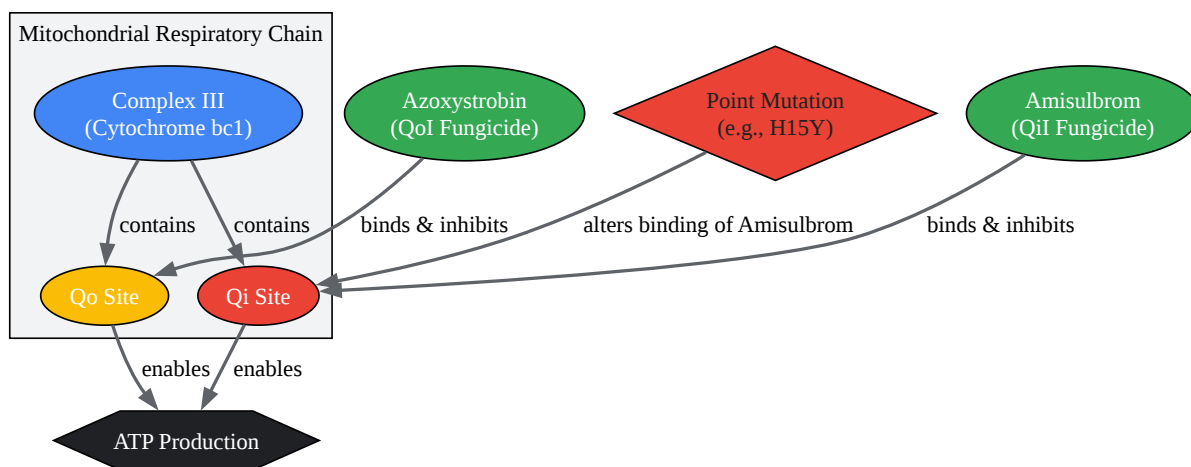 Mitochondrial Respiratory Chain
Complex III
(Cytochrome bc1)
Azoxystrobin
(QoI Fungicide)
Point Mutation
(e.g., H15Y)
Amisulbrom
(QiI Fungicide)
contains
contains
binds & inhibits
alters binding of Amisulbrom
binds & inhibits
Qo Site
Qi Site
enables
enables
ATP Production